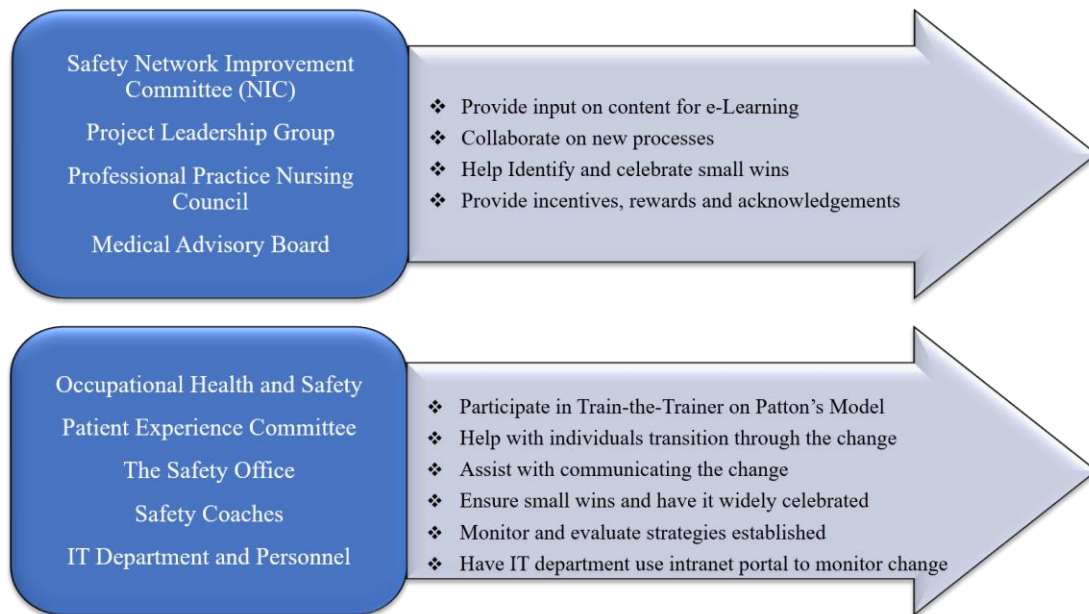 Safety Network Improvement
Committee (NIC)
Project Leadership Group
Professional Practice Nursing
Council
Medical Advisory Board
❖ Provide input on content for e-Learning
❖ Collaborate on new processes
❖ Help Identify and celebrate small wins
❖ Provide incentives, rewards and acknowledgements
Occupational Health and Safety
Patient Experience Committee
The Safety Office
Safety Coaches
IT Department and Personnel
❖ Participate in Train-the-Trainer on Patton’s Model
❖ Help with individuals transition through the change
❖ Assist with communicating the change
❖ Ensure small wins and have it widely celebrated
❖ Monitor and evaluate strategies established
❖ Have IT department use intranet portal to monitor change